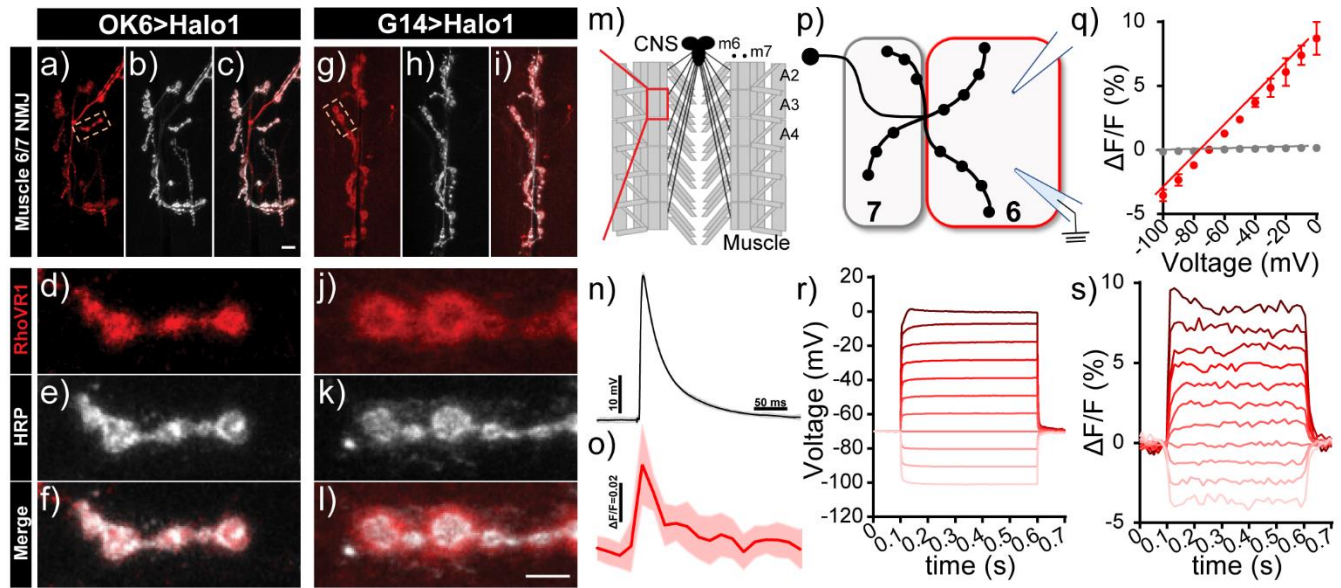 OK6>Halo1
G14>Halo1
Muscle 6/7 NMJ
a)
b)
c)
g)
h)
i)
RhoVR1
d)
j)
HRP
e)
k)
Merge
f)
l)
m)
CNS
m6
m7
A2
A3
A4
Muscle
p)
7
6
q)
ΔF/F (%)
10
5
0
-5
-100
-80
-60
-40
-20
0
Voltage (mV)
n)
10 mV
50 ms
o)
ΔF/F=0.02
r)
Voltage (mV)
20
0
-20
-40
-60
-80
-100
-120
0
0.1
0.2
0.3
0.4
0.5
0.6
0.7
time (s)
s)
ΔF/F (%)
10
5
0
-5
0
0.1
0.2
0.3
0.4
0.5
0.6
0.7
time (s)